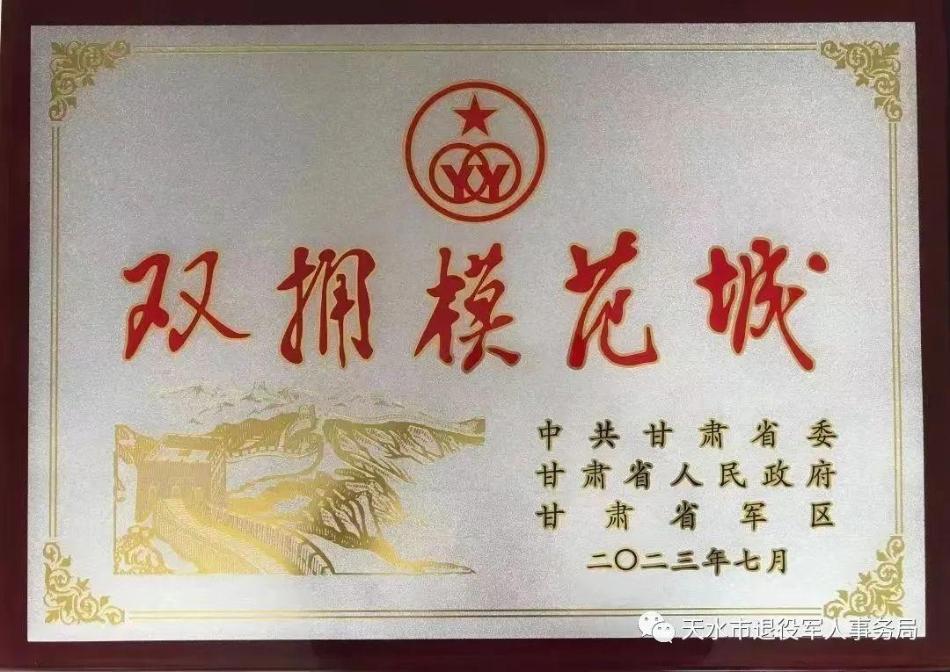 YY
双拥模范城
中共甘肃省委
甘肃省人民政府
甘肃省军区
二〇二三年七月
天水市退役军人事务局